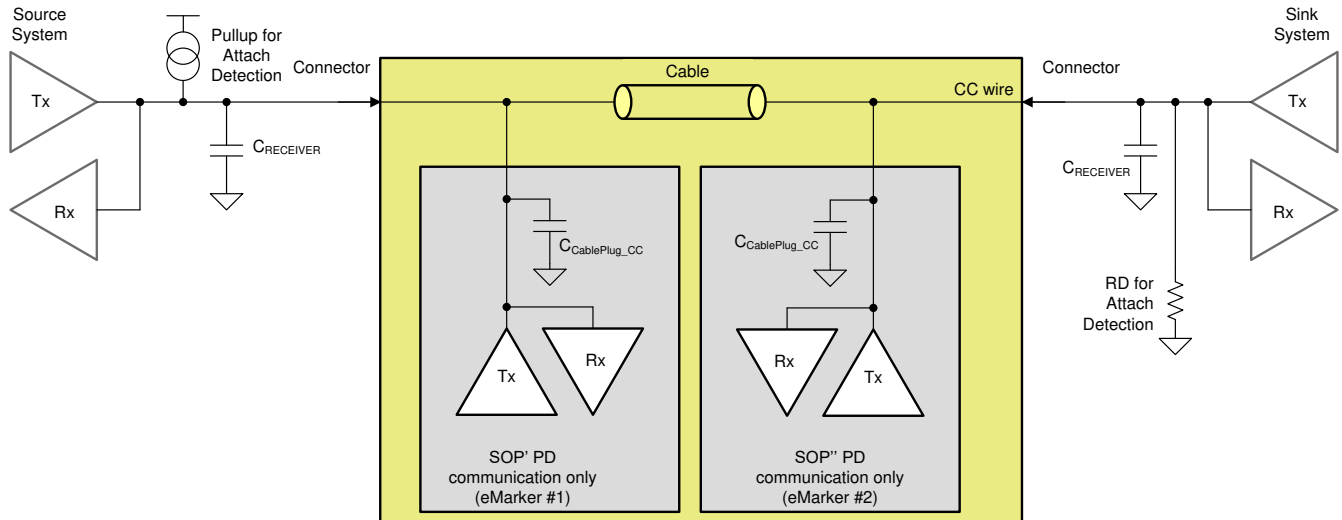 Source
System
Tx
Rx
Pullup for
Attach
Detection
CRECEIVER
Connector
Cable
CC wire
CCablePlug_CC
Tx
Rx
SOP' PD
communication only
(eMarker #1)
CCablePlug_CC
Rx
Tx
SOP'' PD
communication only
(eMarker #2)
Connector
CRECEIVER
RD for
Attach
Detection
Sink
System
Tx
Rx